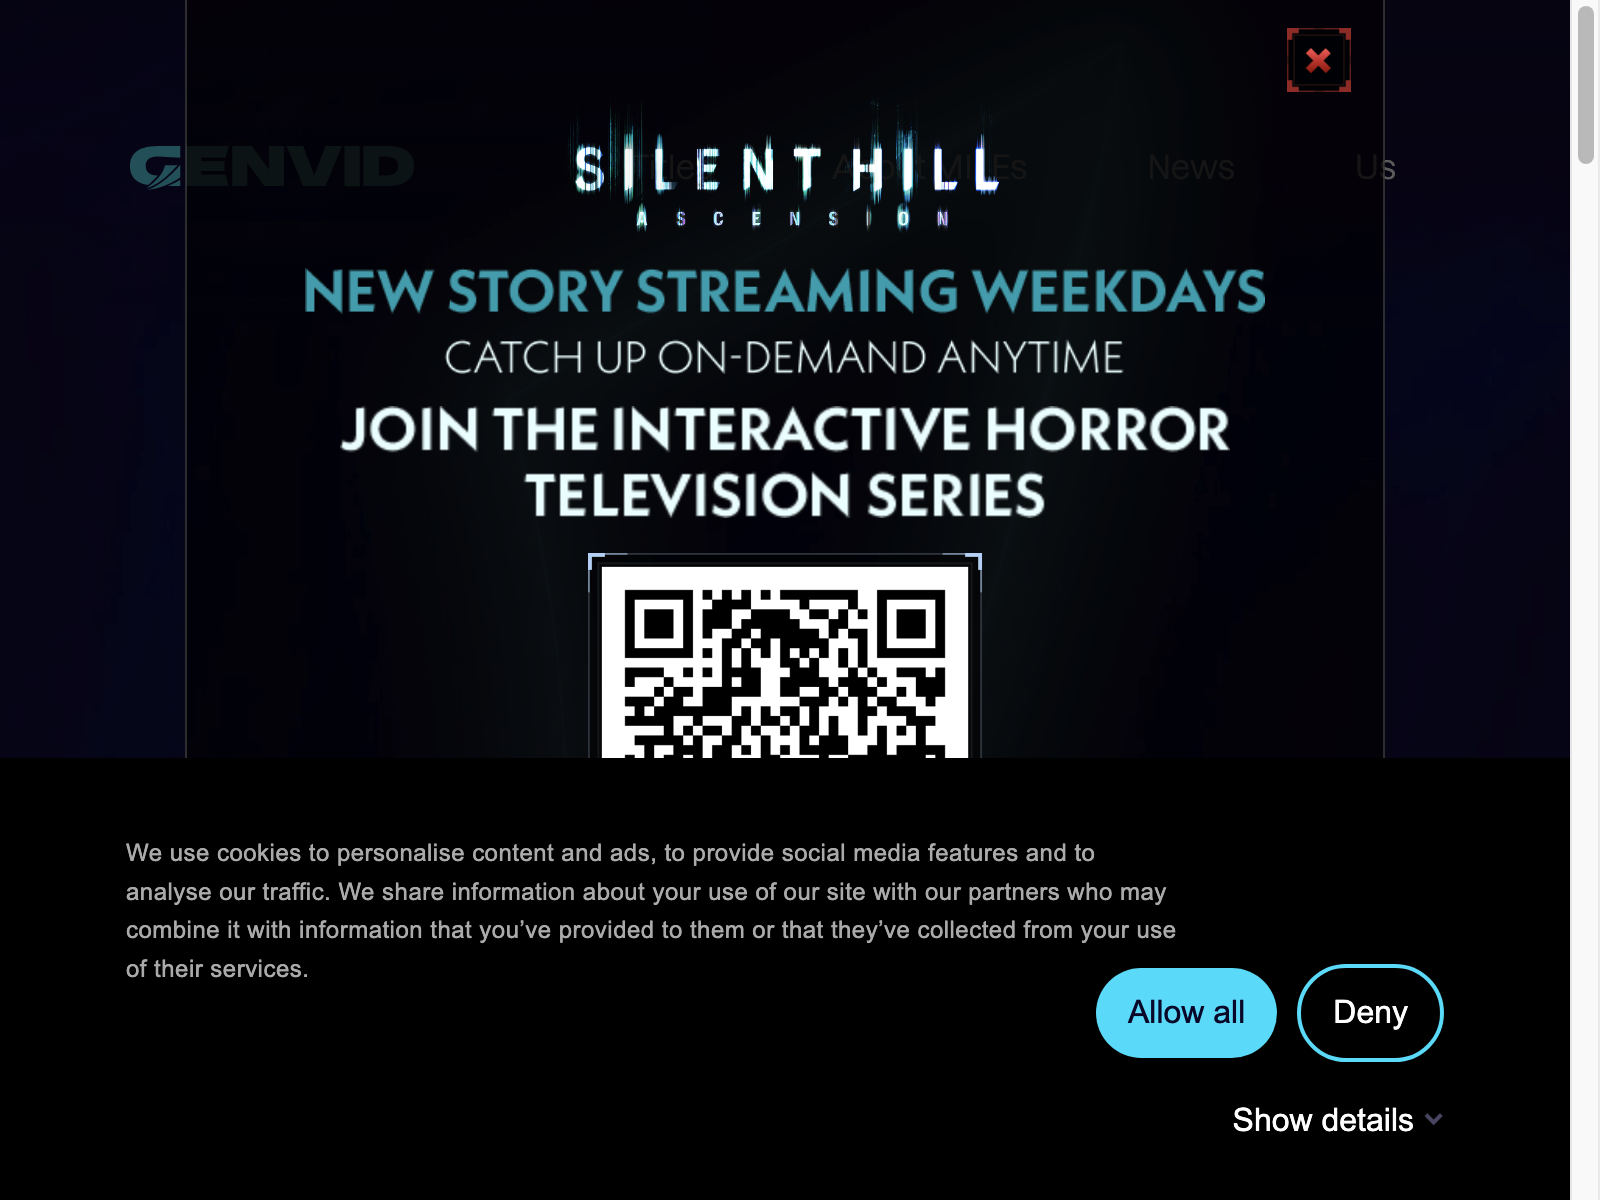 GENVID
SILENT HILL
ASCENSION
Titles
About MILEs
News
Us
NEW STORY STREAMING WEEKDAYS
CATCH UP ON-DEMAND ANYTIME
JOIN THE INTERACTIVE HORROR
TELEVISION SERIES
We use cookies to personalise content and ads, to provide social media features and to
analyse our traffic. We share information about your use of our site with our partners who may
combine it with information that you’ve provided to them or that they’ve collected from your use
of their services.
Allow all
Deny
Show details